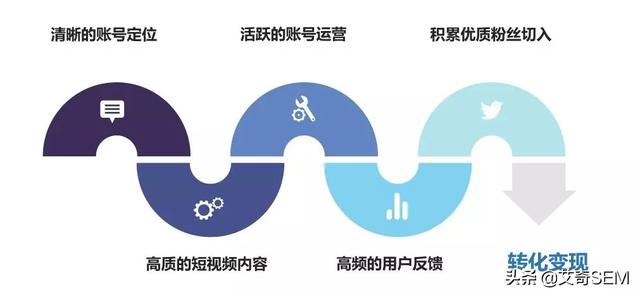 清晰的账号定位
活跃的账号运营
积累优质粉丝切入
高质的短视频内容
高频的用户反馈
转化变现
头条 @艾奇SEM